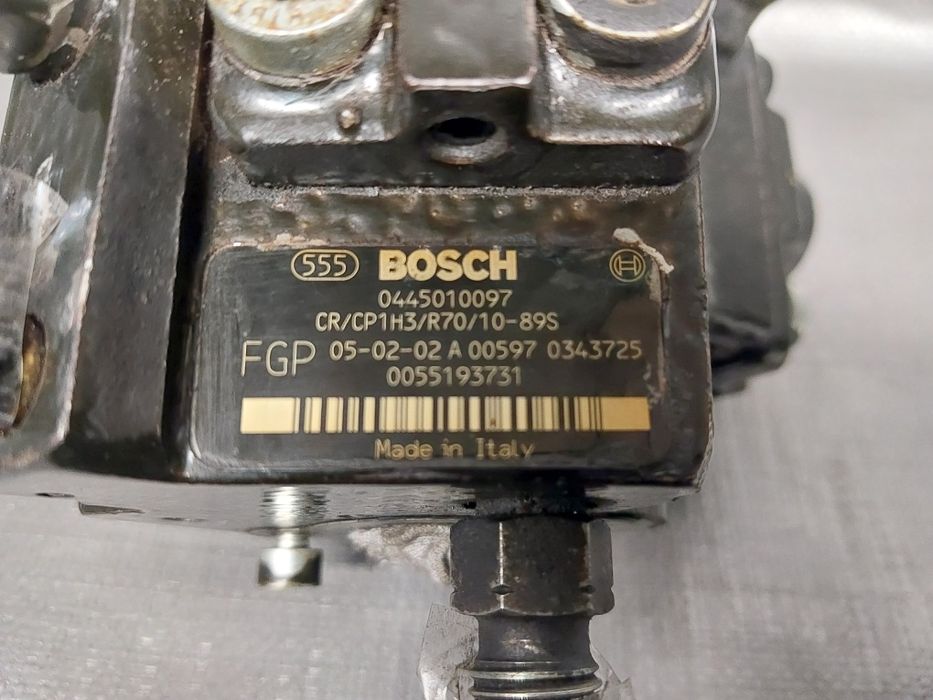 555 BOSCH
0445010097
CR/CP1H3/R70/10-89S
FGP 05-02-02 A 00597 0343725
0055193731
Made in Italy